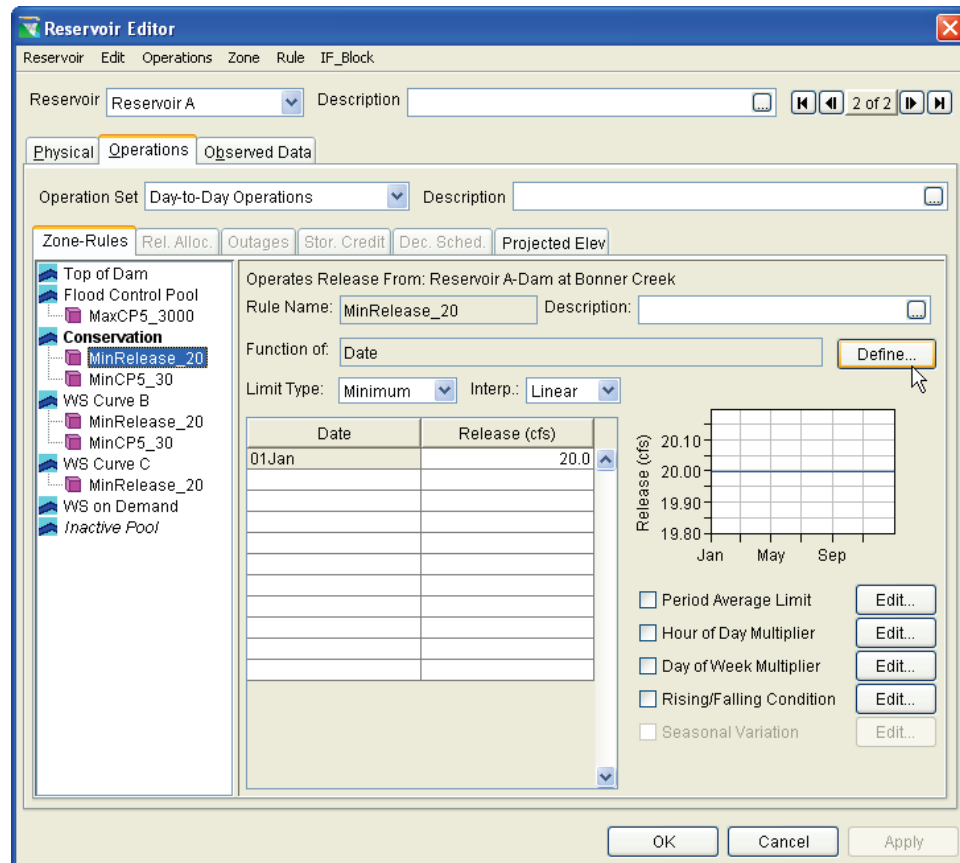 Reservoir Editor
Reservoir Edit Operations Zone Rule IF_Block
Reservoir Reservoir A Description ... 2 of 2
Physical Operations Observed Data
Operation Set Day-to-Day Operations Description ...
Zone-Rules Rel. Alloc. Outages Stor. Credit Dec. Sched. Projected Elev
Top of Dam
Flood Control Pool
MaxCP5_3000
Conservation
MinRelease_20
MinCP5_30
WS Curve B
MinRelease_20
MinCP5_30
WS Curve C
MinRelease_20
WS on Demand
Inactive Pool
Operates Release From: Reservoir A-Dam at Bonner Creek
Rule Name: MinRelease_20 Description: ...
Function of: Date Define...
Limit Type: Minimum Interp.: Linear
Date Release (cfs)
01Jan 20.0
Release (cfs)
20.10
20.00
19.90
19.80
Jan May Sep
Period Average Limit Edit...
Hour of Day Multiplier Edit...
Day of Week Multiplier Edit...
Rising/Falling Condition Edit...
Seasonal Variation Edit...
OK Cancel Apply